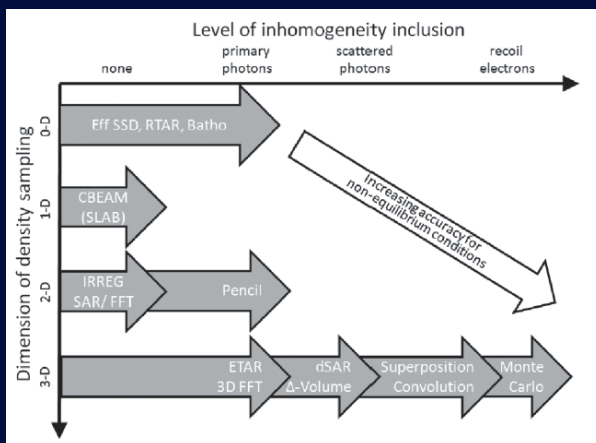 Level of inhomogeneity inclusion
none
primary
photons
scattered
photons
recoil
electrons
Dimension of density sampling
0-D
Eff SSD, RTAR, Batho
Increasing accuracy for
non-equilibrium conditions
1-D
CBEAM
(SLAB)
2-D
IRREG
SAR/ FFT
Pencil
3-D
ETAR
3D FFT
dSAR
Δ-Volume
Superposition
Convolution
Monte
Carlo